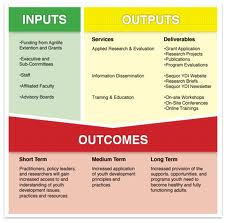 INPUTS
•Funding from Agrilife
Extention and Grants
•Executive and
Sub-Committees
•Staff
•Affiliated Faculty
•Advisory Boards
OUTPUTS
Services
Applied Research & Evaluation
Information Dissemination
Training & Education
Deliverables
•Grant Application
•Research Projects
•Publications
•Program Evaluations
•Sequor YDI Website
•Research Briefs
•Sequor YDI Newsletter
•On-site Workshops
•On-Site Conferences
•Online Trainings
OUTCOMES
Short Term
Practitioners, policy leaders,
and researchers will gain
increased access to and
understanding of youth
development issues,
practices and resources
Medium Term
Increased application
of youth development
principles and
practices
Long Term
Increased provision of
the supports,
opportunities, and
programs youth need to
become healthy and fully
functioning adults.